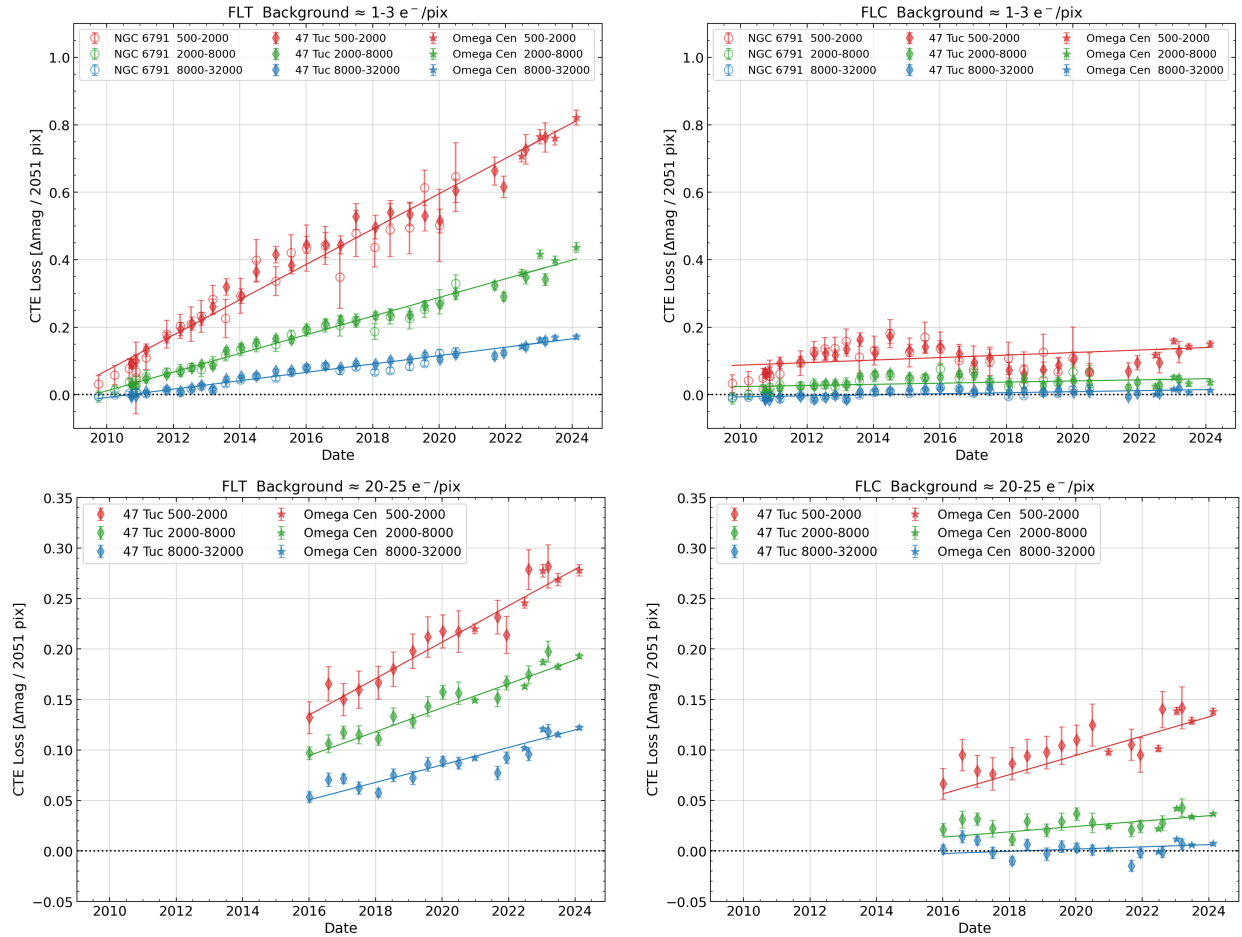 FLT Background ≈ 1-3 e⁻/pix
NGC 6791 500-2000 47 Tuc 500-2000 Omega Cen 500-2000
NGC 6791 2000-8000 47 Tuc 2000-8000 Omega Cen 2000-8000
NGC 6791 8000-32000 47 Tuc 8000-32000 Omega Cen 8000-32000
CTE Loss [Δmag / 2051 pix]
1.0
0.8
0.6
0.4
0.2
0.0
2010 2012 2014 2016 2018 2020 2022 2024
Date
FLC Background ≈ 1-3 e⁻/pix
NGC 6791 500-2000 47 Tuc 500-2000 Omega Cen 500-2000
NGC 6791 2000-8000 47 Tuc 2000-8000 Omega Cen 2000-8000
NGC 6791 8000-32000 47 Tuc 8000-32000 Omega Cen 8000-32000
CTE Loss [Δmag / 2051 pix]
1.0
0.8
0.6
0.4
0.2
0.0
2010 2012 2014 2016 2018 2020 2022 2024
Date
FLT Background ≈ 20-25 e⁻/pix
47 Tuc 500-2000 Omega Cen 500-2000
47 Tuc 2000-8000 Omega Cen 2000-8000
47 Tuc 8000-32000 Omega Cen 8000-32000
CTE Loss [Δmag / 2051 pix]
0.35
0.30
0.25
0.20
0.15
0.10
0.05
0.00
−0.05
2010 2012 2014 2016 2018 2020 2022 2024
Date
FLC Background ≈ 20-25 e⁻/pix
47 Tuc 500-2000 Omega Cen 500-2000
47 Tuc 2000-8000 Omega Cen 2000-8000
47 Tuc 8000-32000 Omega Cen 8000-32000
CTE Loss [Δmag / 2051 pix]
0.35
0.30
0.25
0.20
0.15
0.10
0.05
0.00
−0.05
2010 2012 2014 2016 2018 2020 2022 2024
Date